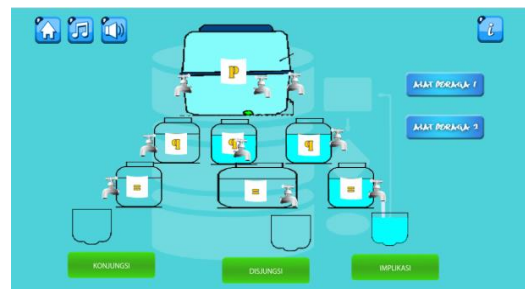 i
P
ALAT PERAGA 1
ALAT PERAGA 2
q
q
q
=
=
=
KONJUNGSI
DISJUNGSI
IMPLIKASI